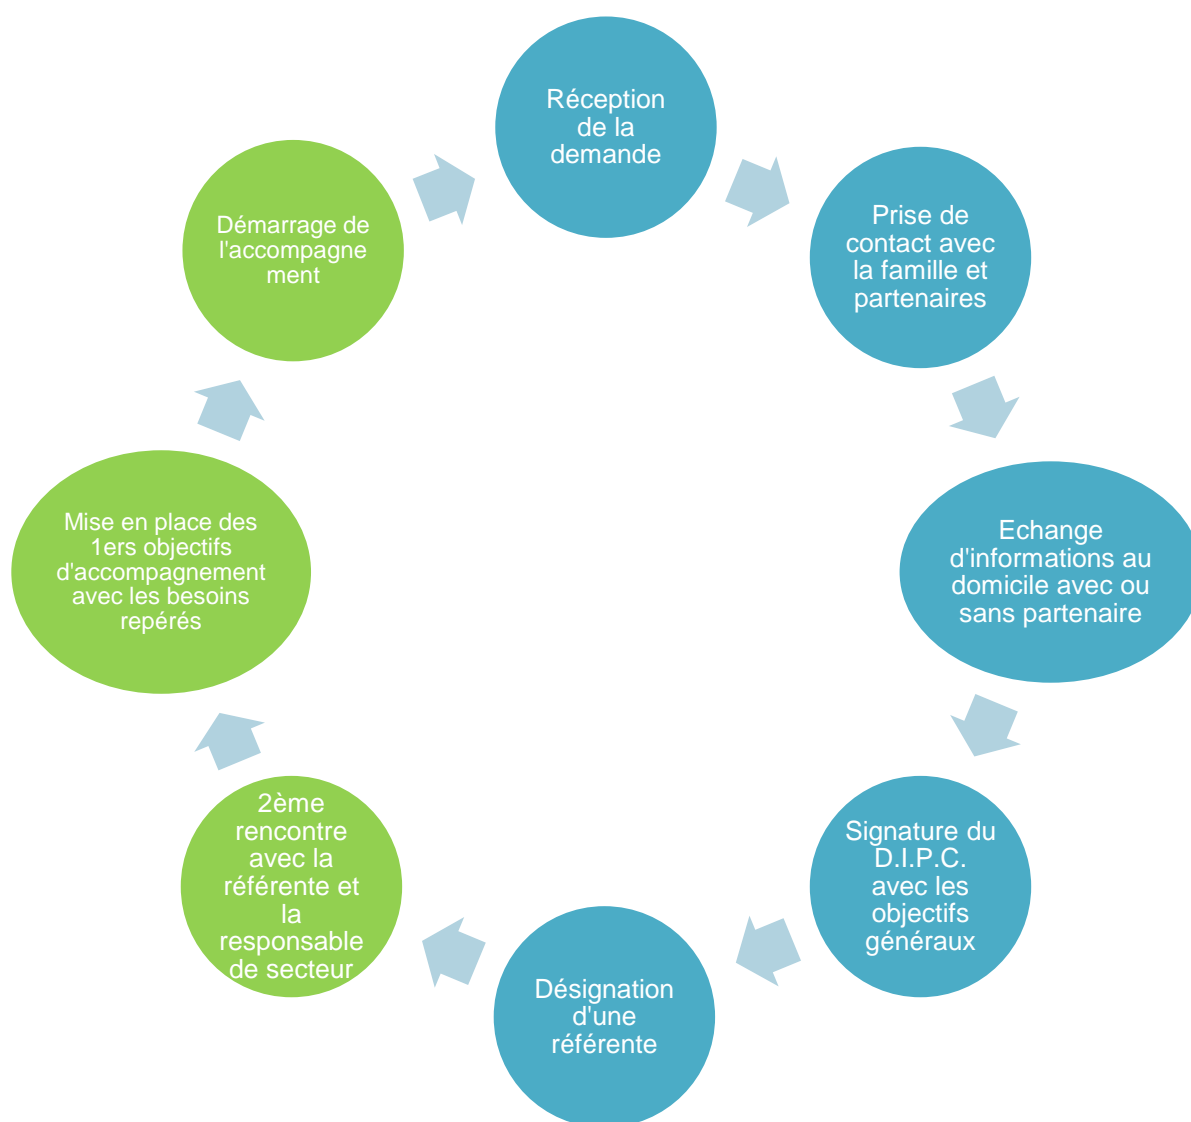 Réception
de la
demande
Prise de
contact avec
la famille et
partenaires
Echange
d'informations au
domicile avec ou
sans partenaire
Signature du
D.I.P.C.
avec les
objectifs
généraux
Désignation
d'une
référente
2ème
rencontre
avec la
référente et
la
responsable
de secteur
Mise en place des
1ers objectifs
d'accompagnement
avec les besoins
repérés
Démarrage de
l'accompagne
ment